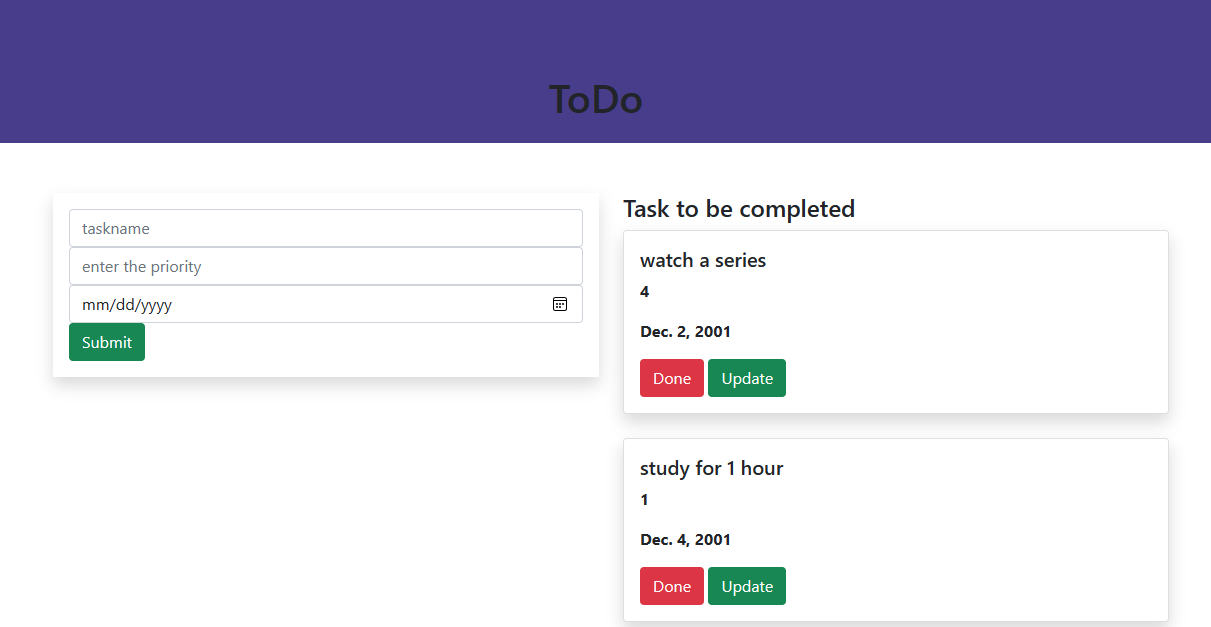 ToDo
taskname
enter the priority
mm/dd/yyyy
Submit
Task to be completed
watch a series
4
Dec. 2, 2001
Done Update
study for 1 hour
1
Dec. 4, 2001
Done Update